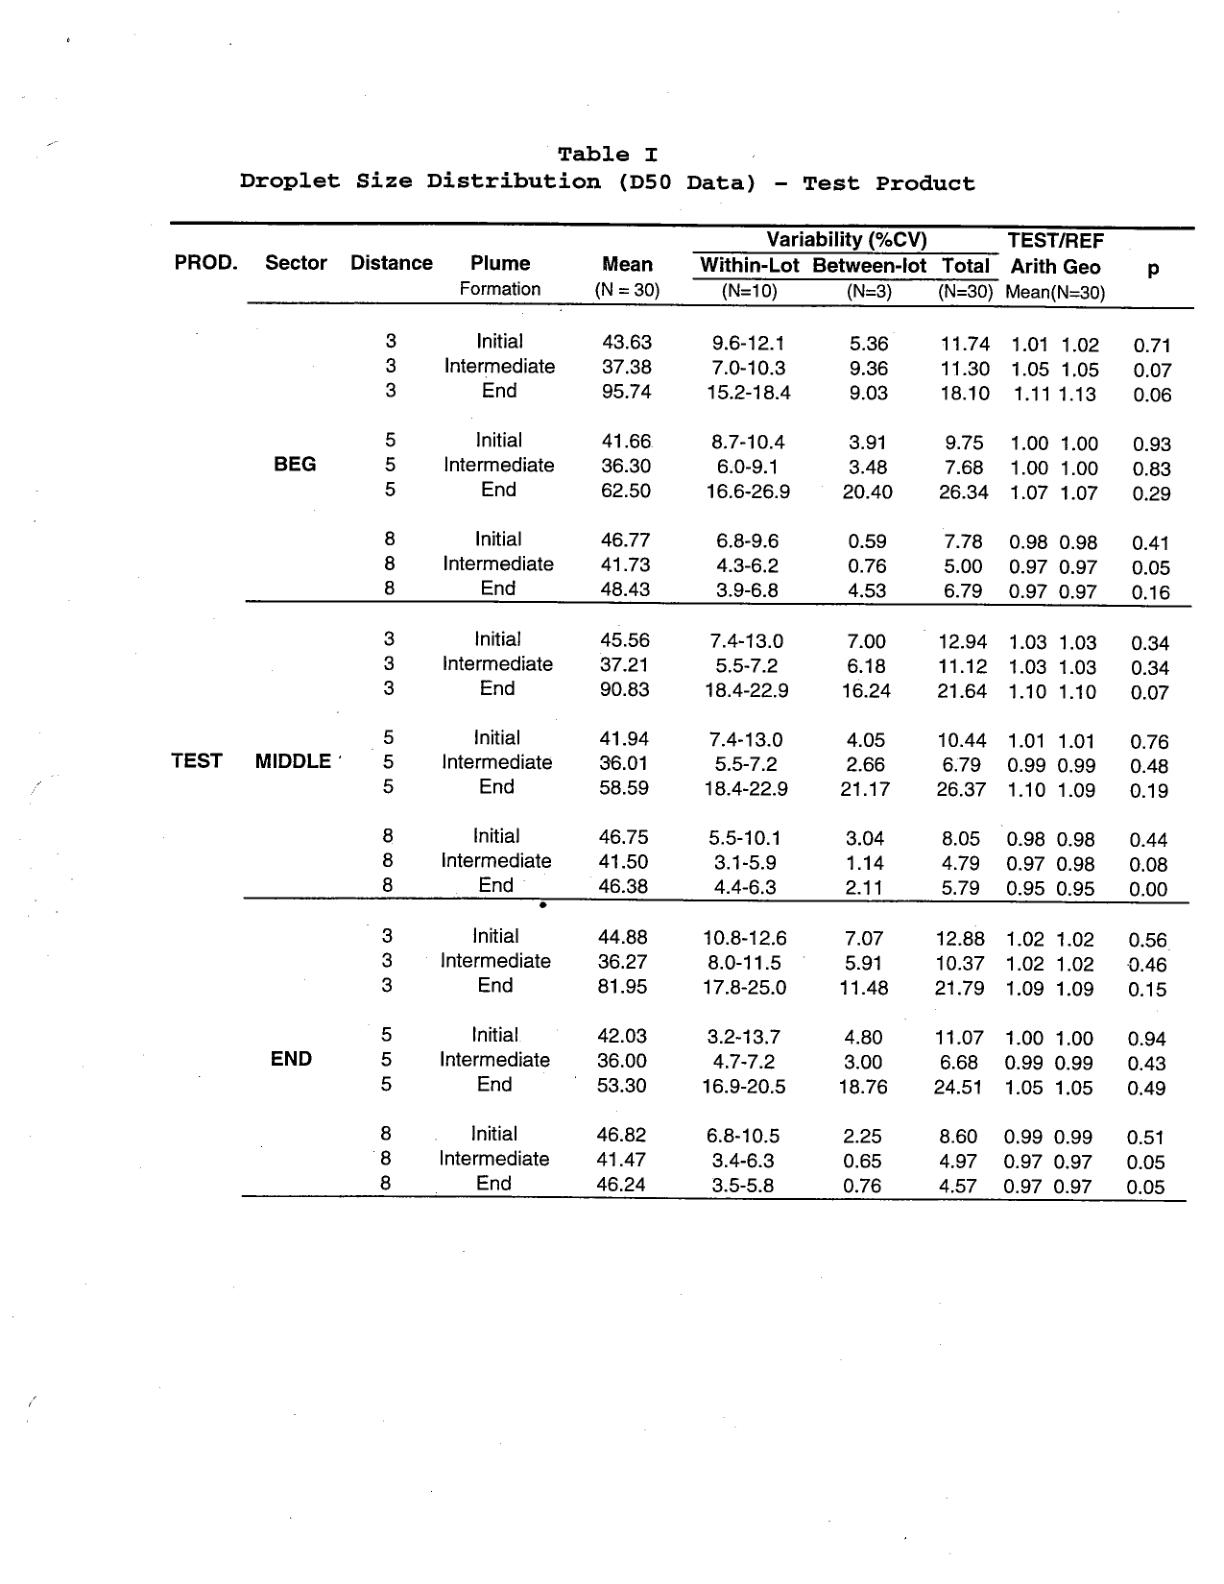 Table I
Droplet Size Distribution (D50 Data) - Test Product
Variability (%CV) TEST/REF
PROD. Sector Distance Plume Mean Within-Lot Between-lot Total Arith Geo p
Formation (N = 30) (N=10) (N=3) (N=30) Mean(N=30)
3 Initial 43.63 9.6-12.1 5.36 11.74 1.01 1.02 0.71
3 Intermediate 37.38 7.0-10.3 9.36 11.30 1.05 1.05 0.07
3 End 95.74 15.2-18.4 9.03 18.10 1.11 1.13 0.06
5 Initial 41.66 8.7-10.4 3.91 9.75 1.00 1.00 0.93
BEG 5 Intermediate 36.30 6.0-9.1 3.48 7.68 1.00 1.00 0.83
5 End 62.50 16.6-26.9 20.40 26.34 1.07 1.07 0.29
8 Initial 46.77 6.8-9.6 0.59 7.78 0.98 0.98 0.41
8 Intermediate 41.73 4.3-6.2 0.76 5.00 0.97 0.97 0.05
8 End 48.43 3.9-6.8 4.53 6.79 0.97 0.97 0.16
3 Initial 45.56 7.4-13.0 7.00 12.94 1.03 1.03 0.34
3 Intermediate 37.21 5.5-7.2 6.18 11.12 1.03 1.03 0.34
3 End 90.83 18.4-22.9 16.24 21.64 1.10 1.10 0.07
5 Initial 41.94 7.4-13.0 4.05 10.44 1.01 1.01 0.76
TEST MIDDLE 5 Intermediate 36.01 5.5-7.2 2.66 6.79 0.99 0.99 0.48
5 End 58.59 18.4-22.9 21.17 26.37 1.10 1.09 0.19
8 Initial 46.75 5.5-10.1 3.04 8.05 0.98 0.98 0.44
8 Intermediate 41.50 3.1-5.9 1.14 4.79 0.97 0.98 0.08
8 End 46.38 4.4-6.3 2.11 5.79 0.95 0.95 0.00
3 Initial 44.88 10.8-12.6 7.07 12.88 1.02 1.02 0.56
3 Intermediate 36.27 8.0-11.5 5.91 10.37 1.02 1.02 0.46
3 End 81.95 17.8-25.0 11.48 21.79 1.09 1.09 0.15
5 Initial 42.03 3.2-13.7 4.80 11.07 1.00 1.00 0.94
END 5 Intermediate 36.00 4.7-7.2 3.00 6.68 0.99 0.99 0.43
5 End 53.30 16.9-20.5 18.76 24.51 1.05 1.05 0.49
8 Initial 46.82 6.8-10.5 2.25 8.60 0.99 0.99 0.51
8 Intermediate 41.47 3.4-6.3 0.65 4.97 0.97 0.97 0.05
8 End 46.24 3.5-5.8 0.76 4.57 0.97 0.97 0.05